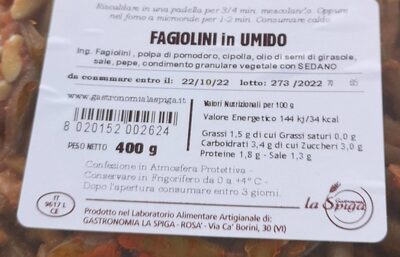 Riscaldare in una padella per 3/4 min. mescolan/o. Oppure
nel forno a microonde per 1-2 min. Consumare caldo
FAGIOLINI in UMIDO
Ing. Fagiolini , polpa di pomodoro, cipolla, olio di semi di girasole,
sale, pepe, condimento granulare vegetale con SEDANO
da consumare entro il: 22/10/22 lotto: 273 /2022 70 85
www.gastronomialaspiga.it
8 020152 002624
PESO NETTO 400 g
Valori Nutrizionali per 100 g
Valore Energetico 144 kj/34 kcal
Grassi 1,5 g di cui Grassi saturi 0,0 g
Carboidrati 3,4 g di cui Zuccheri 3,0 g
Proteine 1,8 g - Sale 1,3 g
Confezione in Atmosfera Protettiva -
Conservare in Frigorifero da 0 a +4° C -
Dopo l'apertura consumare entro 3 giorni.
IT
9617 L
CE
Gastronomia
la Spiga
Prodotto nel Laboratorio Alimentare Artigianale di:
GASTRONOMIA LA SPIGA - ROSA' - Via Ca' Borini, 30 (VI)